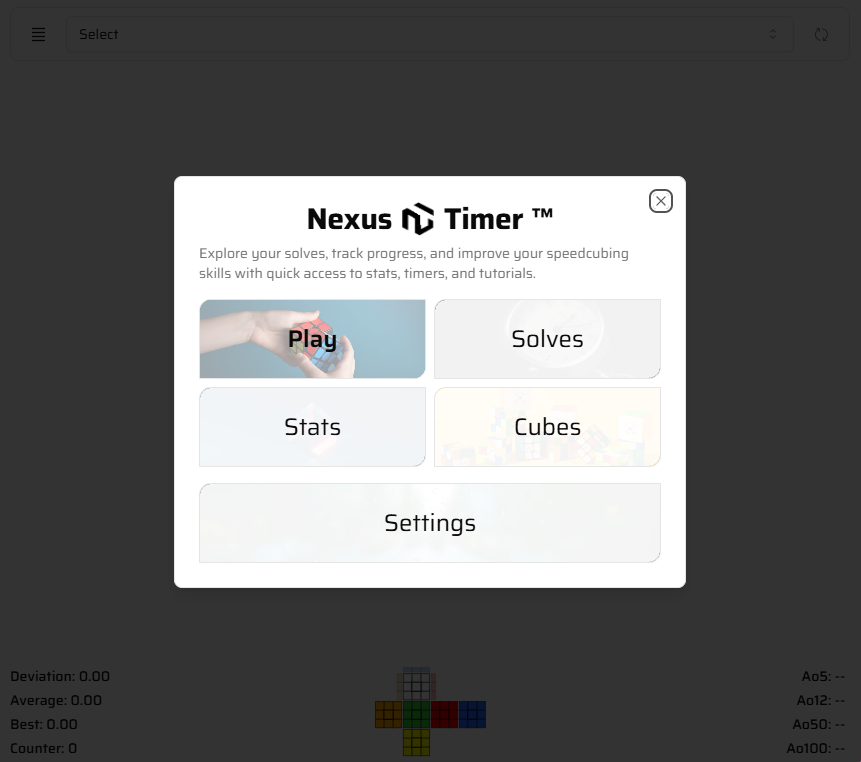 Select
Nexus Timer ™
Explore your solves, track progress, and improve your speedcubing
skills with quick access to stats, timers, and tutorials.
Play
Solves
Stats
Cubes
Settings
Deviation: 0.00
Average: 0.00
Best: 0.00
Counter: 0
Ao5: --
Ao12: --
Ao50: --
Ao100: --